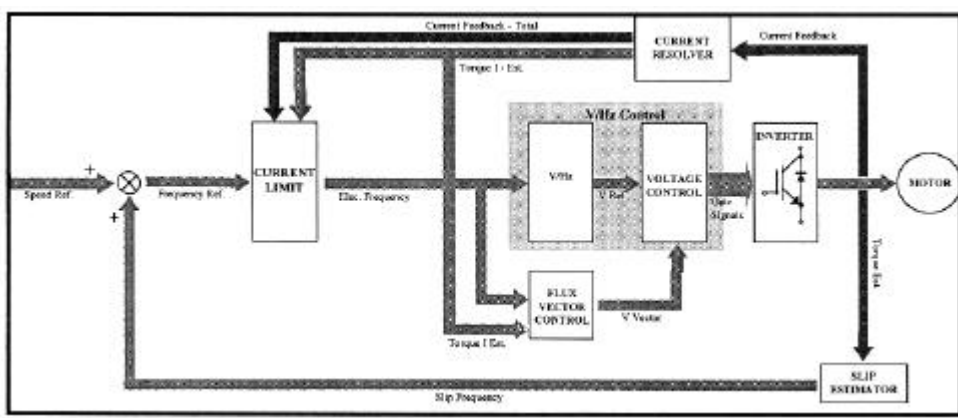 Current Feedback - Total
CURRENT
RESOLVER
Current Feedback
Torque I - Est.
V/Hz Control
INVERTER
CURRENT
LIMIT
V/Hz
VOLTAGE
CONTROL
MOTOR
+
Speed Ref.
Frequency Ref.
Elec. Frequency
V Ref.
Gate
Signals
+
Torque Est.
FLUX
VECTOR
CONTROL
V Vector
Torque I Est.
SLIP
ESTIMATOR
Slip Frequency